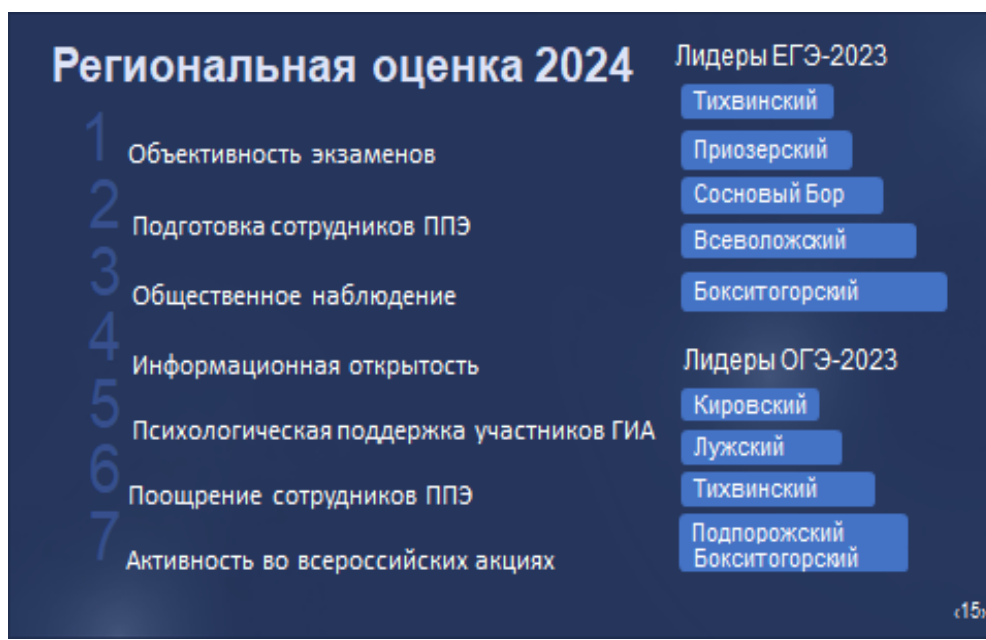 Региональная оценка 2024
1
Объективность экзаменов
2
Подготовка сотрудников ППЭ
3
Общественное наблюдение
4
Информационная открытость
5
Психологическая поддержка участников ГИА
6
Поощрение сотрудников ППЭ
7
Активность во всероссийских акциях
Лидеры ЕГЭ-2023
Тихвинский
Приозерский
Сосновый Бор
Всеволожский
Бокситогорский
Лидеры ОГЭ-2023
Кировский
Лужский
Тихвинский
Подпорожский
Бокситогорский
‹15›